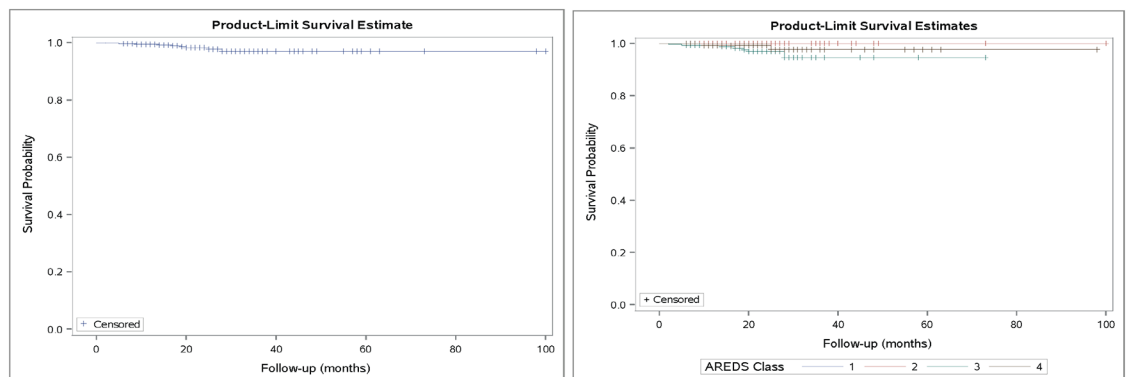 Product-Limit Survival Estimate
1.0
0.8
0.6
0.4
0.2
0.0
Survival Probability
+ Censored
0 20 40 60 80 100
Follow-up (months)
Product-Limit Survival Estimates
1.0
0.8
0.6
0.4
0.2
0.0
Survival Probability
+ Censored
0 20 40 60 80 100
Follow-up (months)
AREDS Class 1 2 3 4